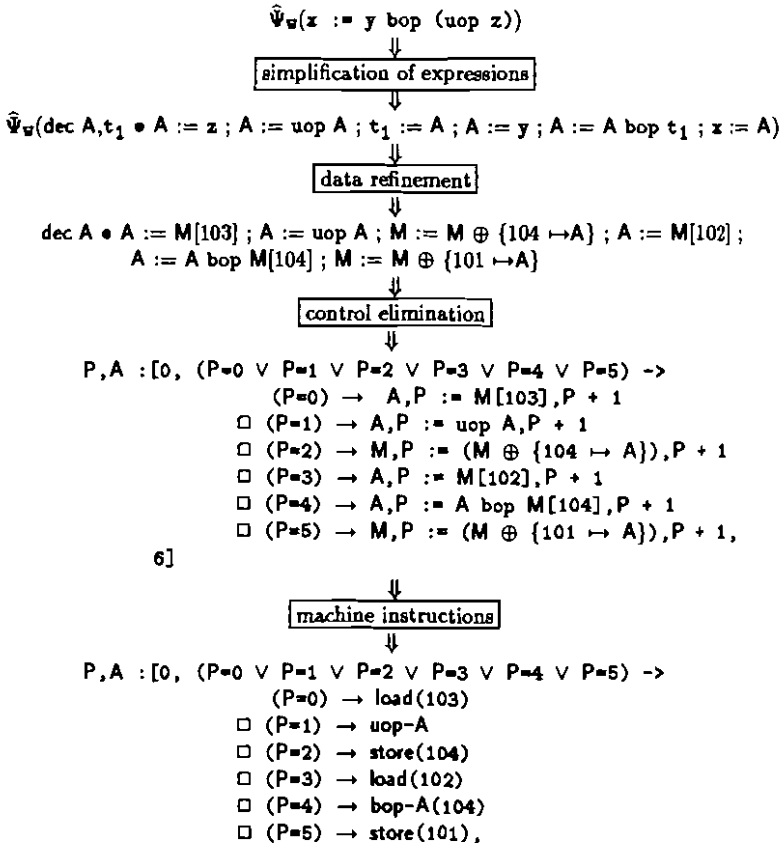 Ψ̂_Ψ(x := y bop (uop z))
⇓
simplification of expressions
⇓
Ψ̂_Ψ(dec A,t₁ • A := z ; A := uop A ; t₁ := A ; A := y ; A := A bop t₁ ; x := A)
⇓
data refinement
⇓
dec A • A := M[103] ; A := uop A ; M := M ⊕ {104 ↦A} ; A := M[102] ;
A := A bop M[104] ; M := M ⊕ {101 ↦A}
⇓
control elimination
⇓
P,A :[0, (P=0 ∨ P=1 ∨ P=2 ∨ P=3 ∨ P=4 ∨ P=5) ->
(P=0) → A,P := M[103],P + 1
□ (P=1) → A,P := uop A,P + 1
□ (P=2) → M,P := (M ⊕ {104 ↦ A}),P + 1
□ (P=3) → A,P := M[102],P + 1
□ (P=4) → A,P := A bop M[104],P + 1
□ (P=5) → M,P := (M ⊕ {101 ↦ A}),P + 1,
6]
⇓
machine instructions
⇓
P,A :[0, (P=0 ∨ P=1 ∨ P=2 ∨ P=3 ∨ P=4 ∨ P=5) ->
(P=0) → load(103)
□ (P=1) → uop-A
□ (P=2) → store(104)
□ (P=3) → load(102)
□ (P=4) → bop-A(104)
□ (P=5) → store(101),